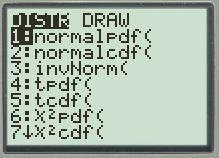 DISTR DRAW
1:normalpdf(
2:normalcdf(
3:invNorm(
4:tpdf(
5:tcdf(
6:χ²pdf(
7↓χ²cdf(